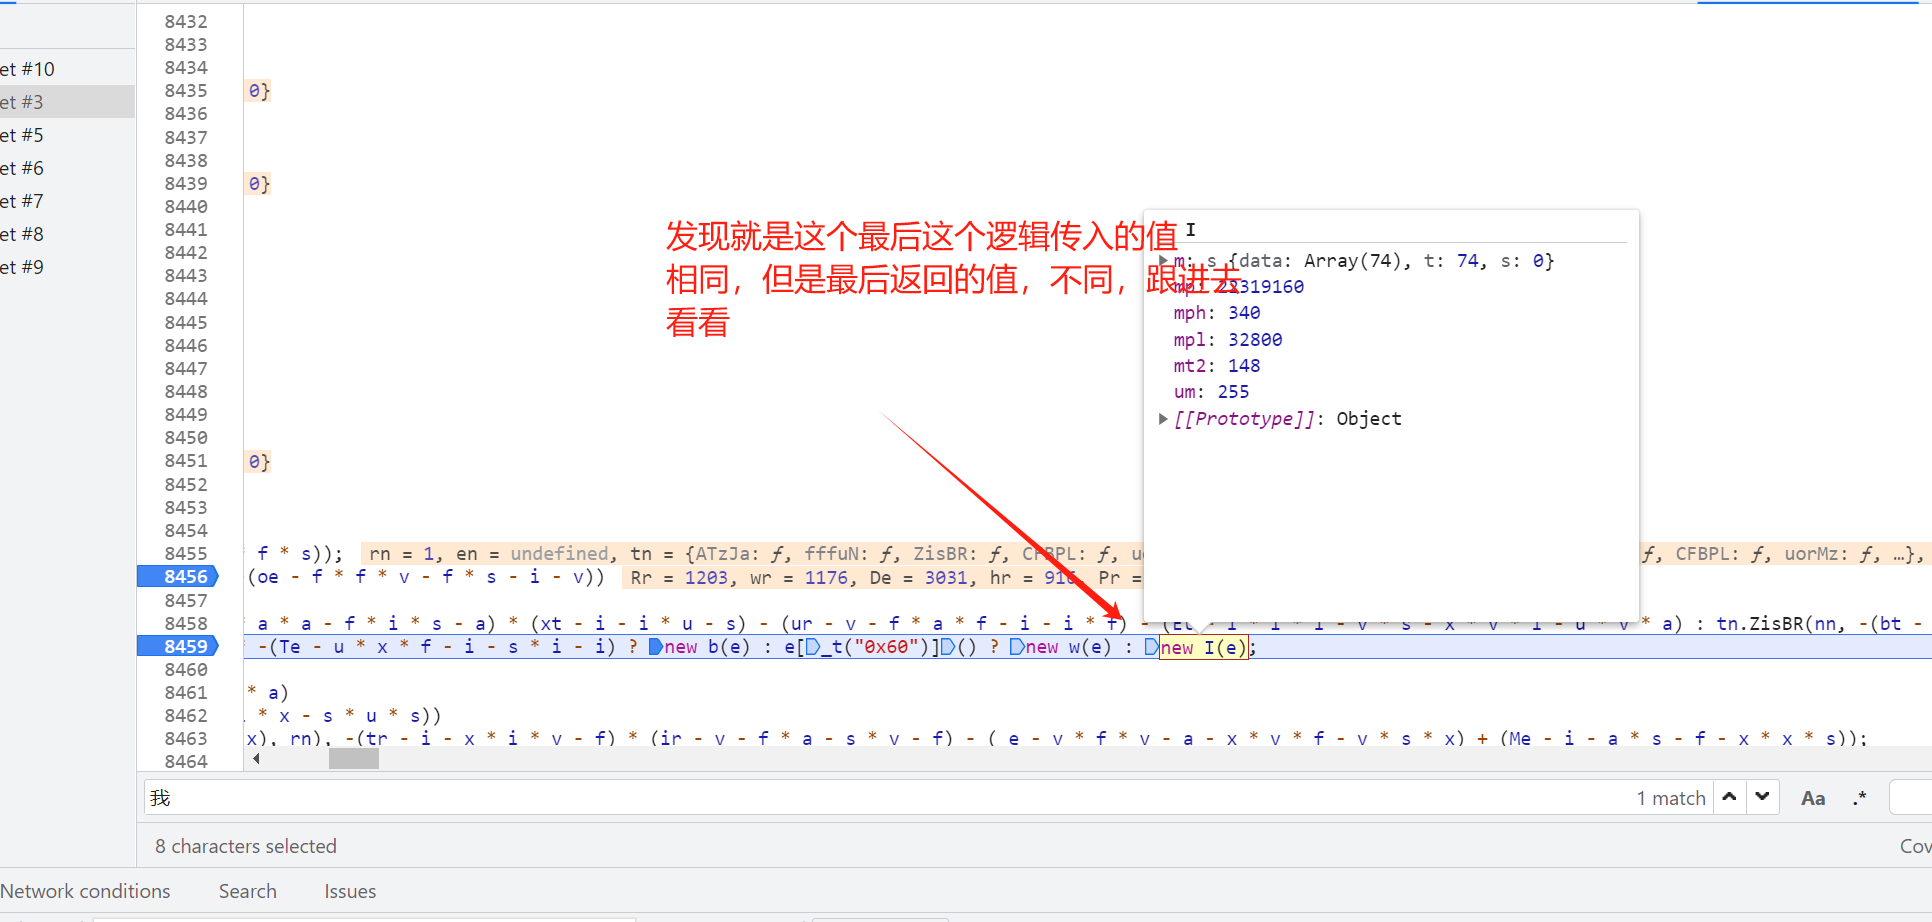 8432
8433
et #10
8434
8435 0}
et #3
8436
et #5
8437
8438
et #6
8439 0}
et #7
8440
8441
et #8
8442
8443
et #9
8444
8445
8446
8447
8448
8449
8450
8451 0}
8452
8453
8454
发现就是这个最后这个逻辑传入的值
相同，但是最后返回的值，不同，跟进去
看看
I
m: s {data: Array(74), t: 74, s: 0}
mp: 22319160
mph: 340
mpl: 32800
mt2: 148
um: 255
[[Prototype]]: Object
8455 f * s)); rn = 1, en = undefined, tn = {ATzJa: ƒ, fffuN: ƒ, ZisBR: ƒ, CFBPL: ƒ, ƒ, CFBPL: ƒ, uorMz: ƒ, …},
8456 (oe - f * f * v - f * s - i - v)) Rr = 1203, wr = 1176, De = 3031, hr = 916, Pr =
8457
8458 a * a - f * i * s - a) * (xt - i - i * u - s) - (ur - v - f * a * f - i - i * f) - * a) : tn.ZisBR(nn, -(bt -
8459 -(Te - u * x * f - i - s * i - i) ? new b(e) : e[_t("0x60")]() ? new w(e) : new I(e);
8460
8461 * a)
8462 * x - s * u * s))
8463 x), rn), -(tr - i - x * i * v - f) * (ir - v - f * a - s * v - f) - ( e - v * f * v - a - x * v * f - v * s * x) + (Me - i - a * s - f - x * x * s));
8464
我 1 match Aa .*
8 characters selected Cov
Network conditions Search Issues